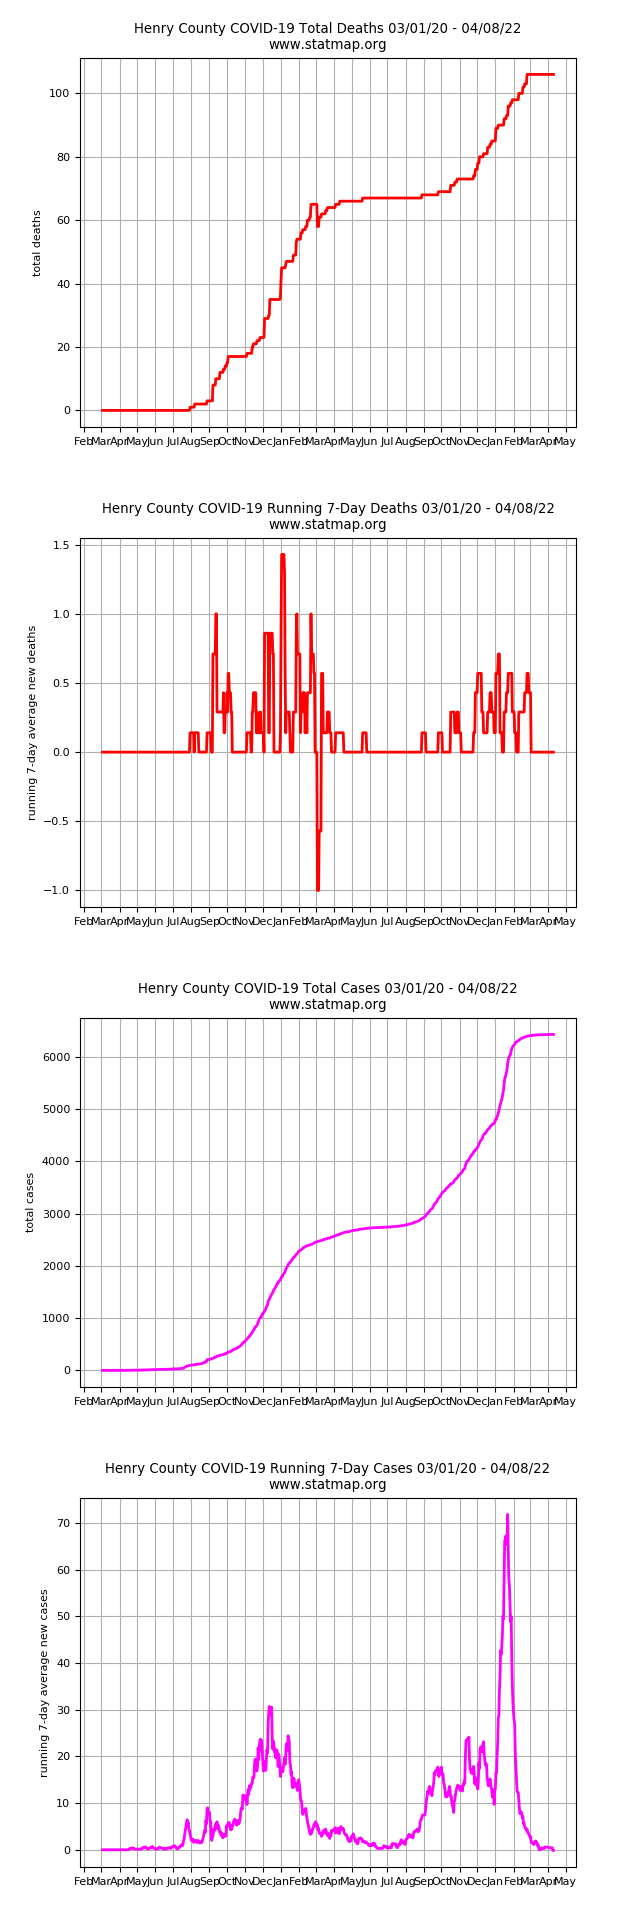 Henry County COVID-19 Total Deaths 03/01/20 - 04/08/22
www.statmap.org
total deaths
100
80
60
40
20
0
Feb Mar Apr May Jun Jul Aug Sep Oct Nov Dec Jan Feb Mar Apr May Jun Jul Aug Sep Oct Nov Dec Jan Feb Mar Apr May
Henry County COVID-19 Running 7-Day Deaths 03/01/20 - 04/08/22
www.statmap.org
running 7-day average new deaths
1.5
1.0
0.5
0.0
−0.5
−1.0
Feb Mar Apr May Jun Jul Aug Sep Oct Nov Dec Jan Feb Mar Apr May Jun Jul Aug Sep Oct Nov Dec Jan Feb Mar Apr May
Henry County COVID-19 Total Cases 03/01/20 - 04/08/22
www.statmap.org
total cases
6000
5000
4000
3000
2000
1000
0
Feb Mar Apr May Jun Jul Aug Sep Oct Nov Dec Jan Feb Mar Apr May Jun Jul Aug Sep Oct Nov Dec Jan Feb Mar Apr May
Henry County COVID-19 Running 7-Day Cases 03/01/20 - 04/08/22
www.statmap.org
running 7-day average new cases
70
60
50
40
30
20
10
0
Feb Mar Apr May Jun Jul Aug Sep Oct Nov Dec Jan Feb Mar Apr May Jun Jul Aug Sep Oct Nov Dec Jan Feb Mar Apr May